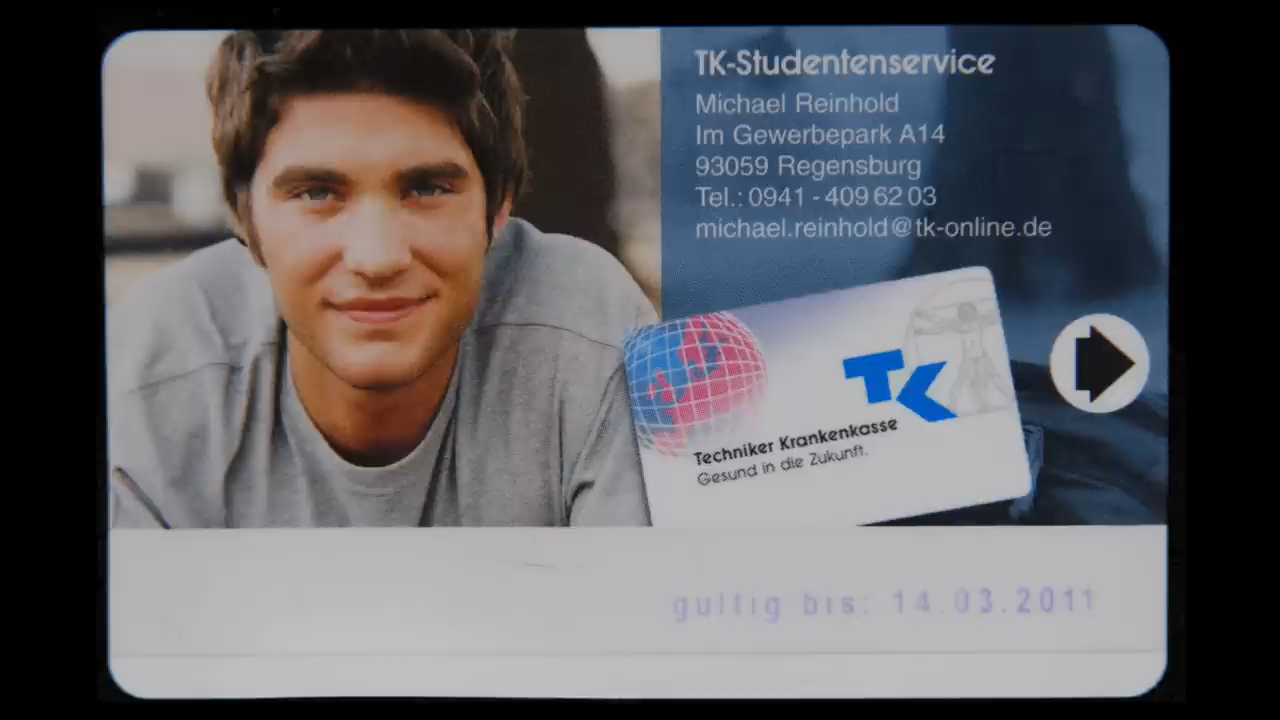 TK-Studentenservice
Michael Reinhold
Im Gewerbepark A14
93059 Regensburg
Tel.: 0941 - 409 62 03
michael.reinhold@tk-online.de
TK
Techniker Krankenkasse
Gesund in die Zukunft.
gültig bis: 14.03.2011